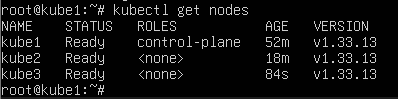 root@kube1:~# kubectl get nodes
NAME    STATUS   ROLES           AGE   VERSION
kube1   Ready    control-plane   52m   v1.33.13
kube2   Ready    <none>          18m   v1.33.13
kube3   Ready    <none>          84s   v1.33.13
root@kube1:~#